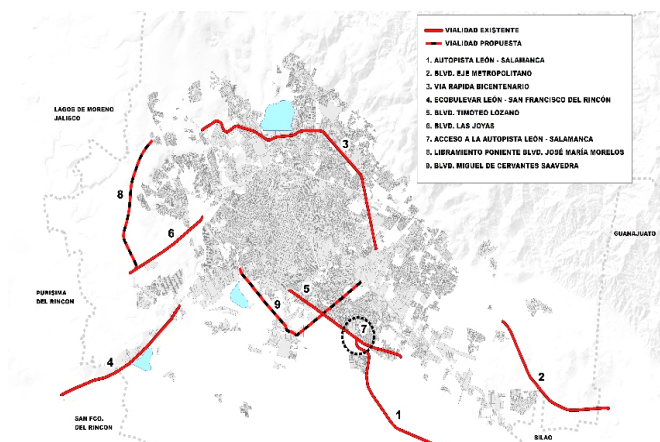 VIALIDAD EXISTENTE
VIALIDAD PROPUESTA
1. AUTOPISTA LEÓN - SALAMANCA
2. BLVD. EJE METROPOLITANO
3. VIA RAPIDA BICENTENARIO
4. ECOBULEVAR LEÓN - SAN FRANCISCO DEL RINCÓN
5. BLVD. TIMOTEO LOZANO
6. BLVD. LAS JOYAS
7. ACCESO A LA AUTOPISTA LEÓN - SALAMANCA
8. LIBRAMIENTO PONIENTE BLVD. JOSÉ MARÍA MORELOS
9. BLVD. MIGUEL DE CERVANTES SAAVEDRA
LAGOS DE MORENO
JALISCO
3
8
6
GUANAJUATO
PURISIMA
DEL RINCON
5
9
7
4
2
1
SAN FCO.
DEL RINCON
SILAO